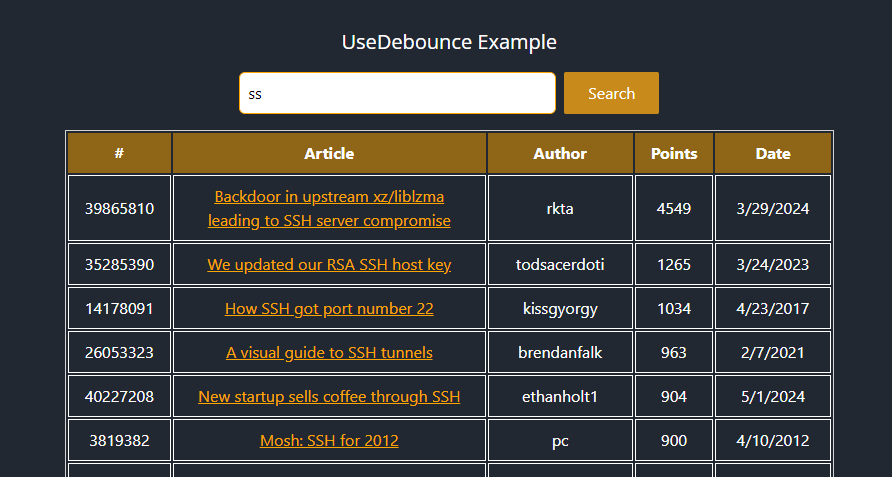 UseDebounce Example
ss Search
# Article Author Points Date
39865810 Backdoor in upstream xz/liblzma leading to SSH server compromise rkta 4549 3/29/2024
35285390 We updated our RSA SSH host key todsacerdoti 1265 3/24/2023
14178091 How SSH got port number 22 kissgyorgy 1034 4/23/2017
26053323 A visual guide to SSH tunnels brendanfalk 963 2/7/2021
40227208 New startup sells coffee through SSH ethanholt1 904 5/1/2024
3819382 Mosh: SSH for 2012 pc 900 4/10/2012